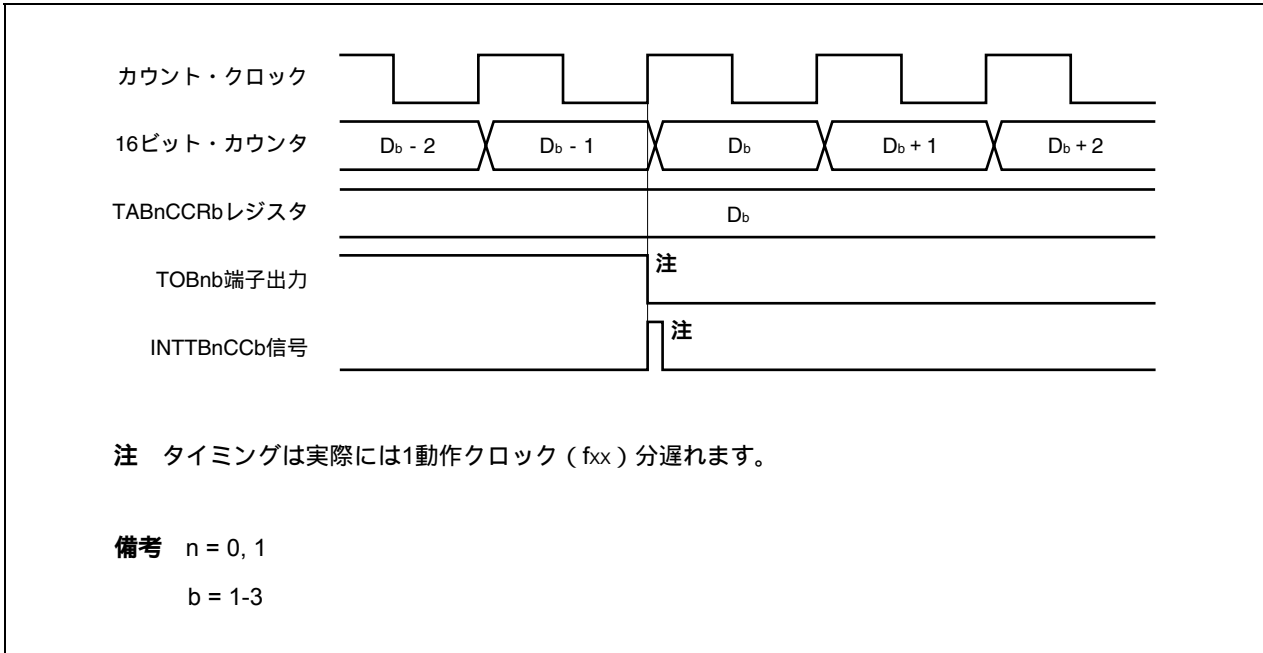 カウント・クロック
16ビット・カウンタ Db - 2 Db - 1 Db Db + 1 Db + 2
TABnCCRbレジスタ Db
TOBnb端子出力 注
INTTBnCCb信号 注
注 タイミングは実際には1動作クロック（fxx）分遅れます。
備考 n = 0, 1
b = 1-3